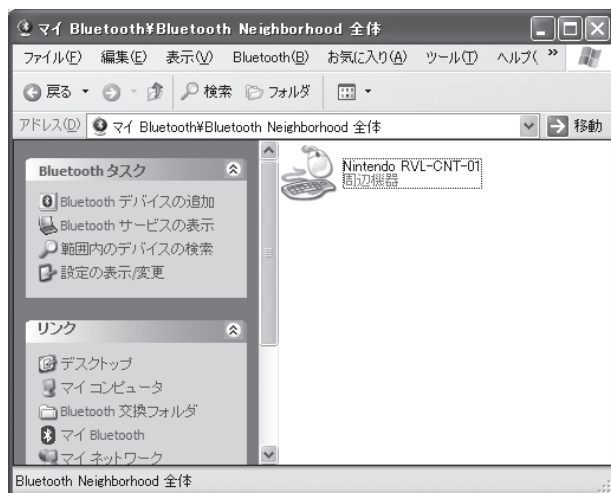 マイ Bluetooth¥Bluetooth Neighborhood 全体
ファイル(F) 編集(E) 表示(V) Bluetooth(B) お気に入り(A) ツール(T) ヘルプ( »
戻る 検索 フォルダ
アドレス(D) マイ Bluetooth¥Bluetooth Neighborhood 全体 移動
Bluetooth タスク
Bluetooth デバイスの追加
Bluetooth サービスの表示
範囲内のデバイスの検索
設定の表示/変更
リンク
デスクトップ
マイ コンピュータ
Bluetooth 交換フォルダ
マイ Bluetooth
マイ ネットワーク
Nintendo RVL-CNT-01
周辺機器
Bluetooth Neighborhood 全体